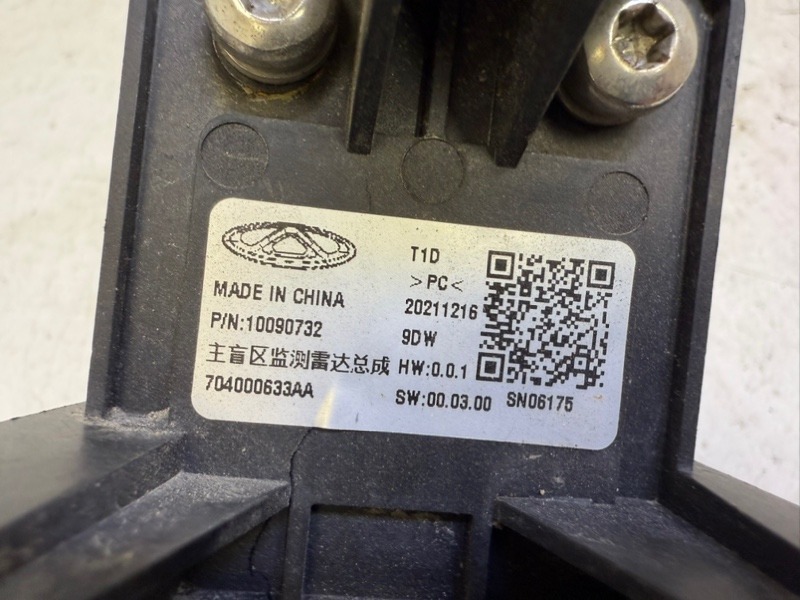 MADE IN CHINA
P/N:10090732
主盲区监测雷达总成
704000633AA
T1D
>PC<
20211216
9DW
HW:0.0.1
SW:00.03.00
SN06175